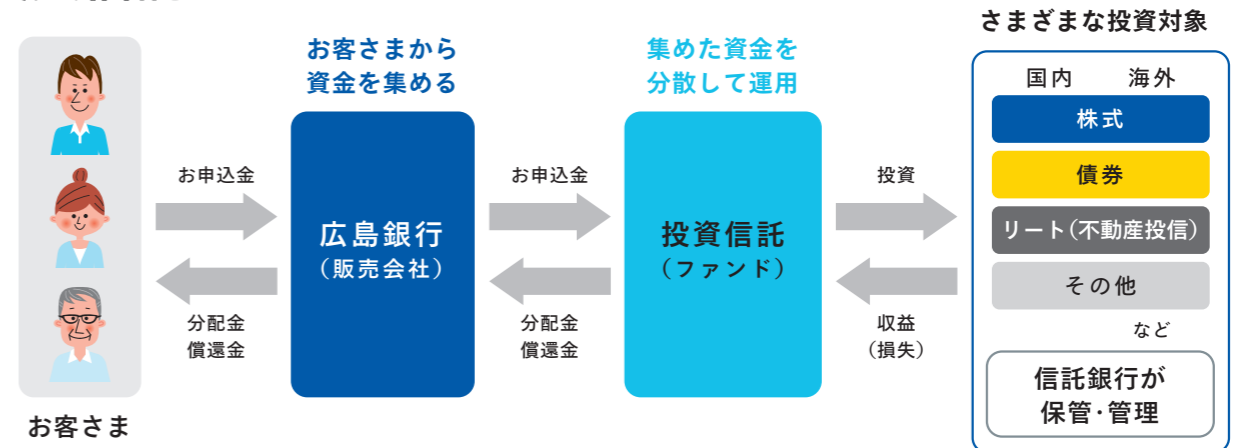 さまざまな投資対象
お客さまから
資金を集める
集めた資金を
分散して運用
国内 海外
株式
債券
リート(不動産投信)
その他
など
信託銀行が
保管・管理
お申込金
お申込金
投資
広島銀行
(販売会社)
投資信託
(ファンド)
分配金
償還金
分配金
償還金
収益
(損失)
お客さま